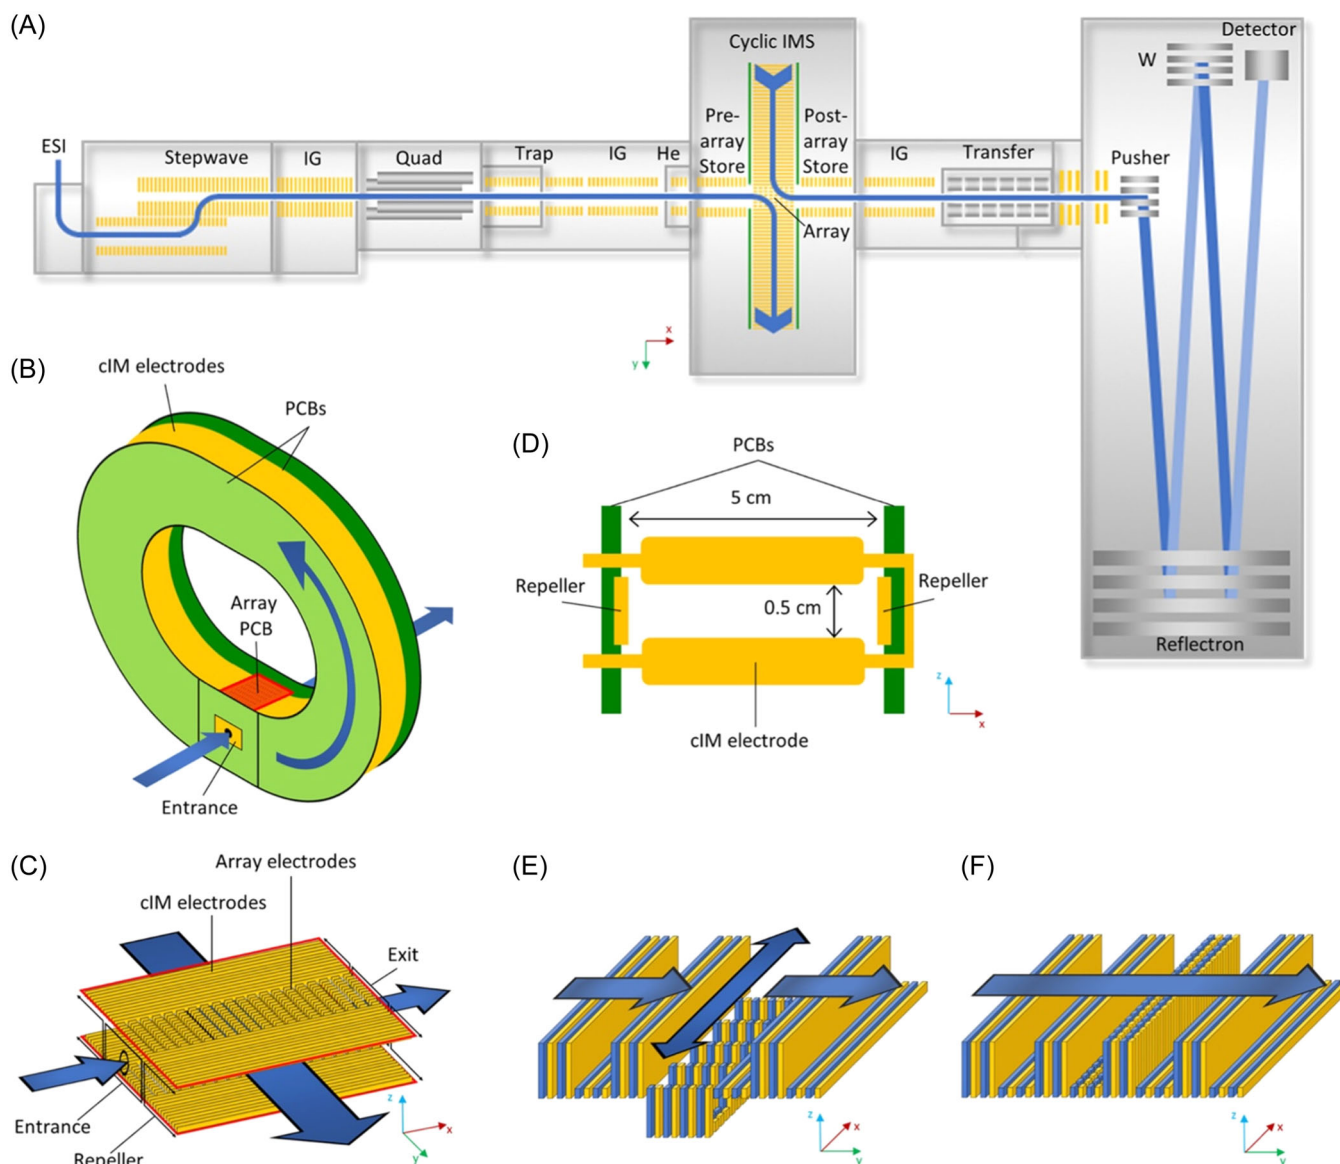 (A)
ESI
Stepwave
IG
Quad
Trap
IG
He
Cyclic IMS
Pre-
array
Store
Post-
array
Store
Array
IG
Transfer
Pusher
W
Detector
Reflectron
x
y
(B)
cIM electrodes
PCBs
Array
PCB
Entrance
(D)
PCBs
5 cm
Repeller
Repeller
0.5 cm
cIM electrode
z
x
(C)
Array electrodes
cIM electrodes
Exit
Entrance
Repeller
z
x
y
(E)
z
x
y
(F)
z
x
y